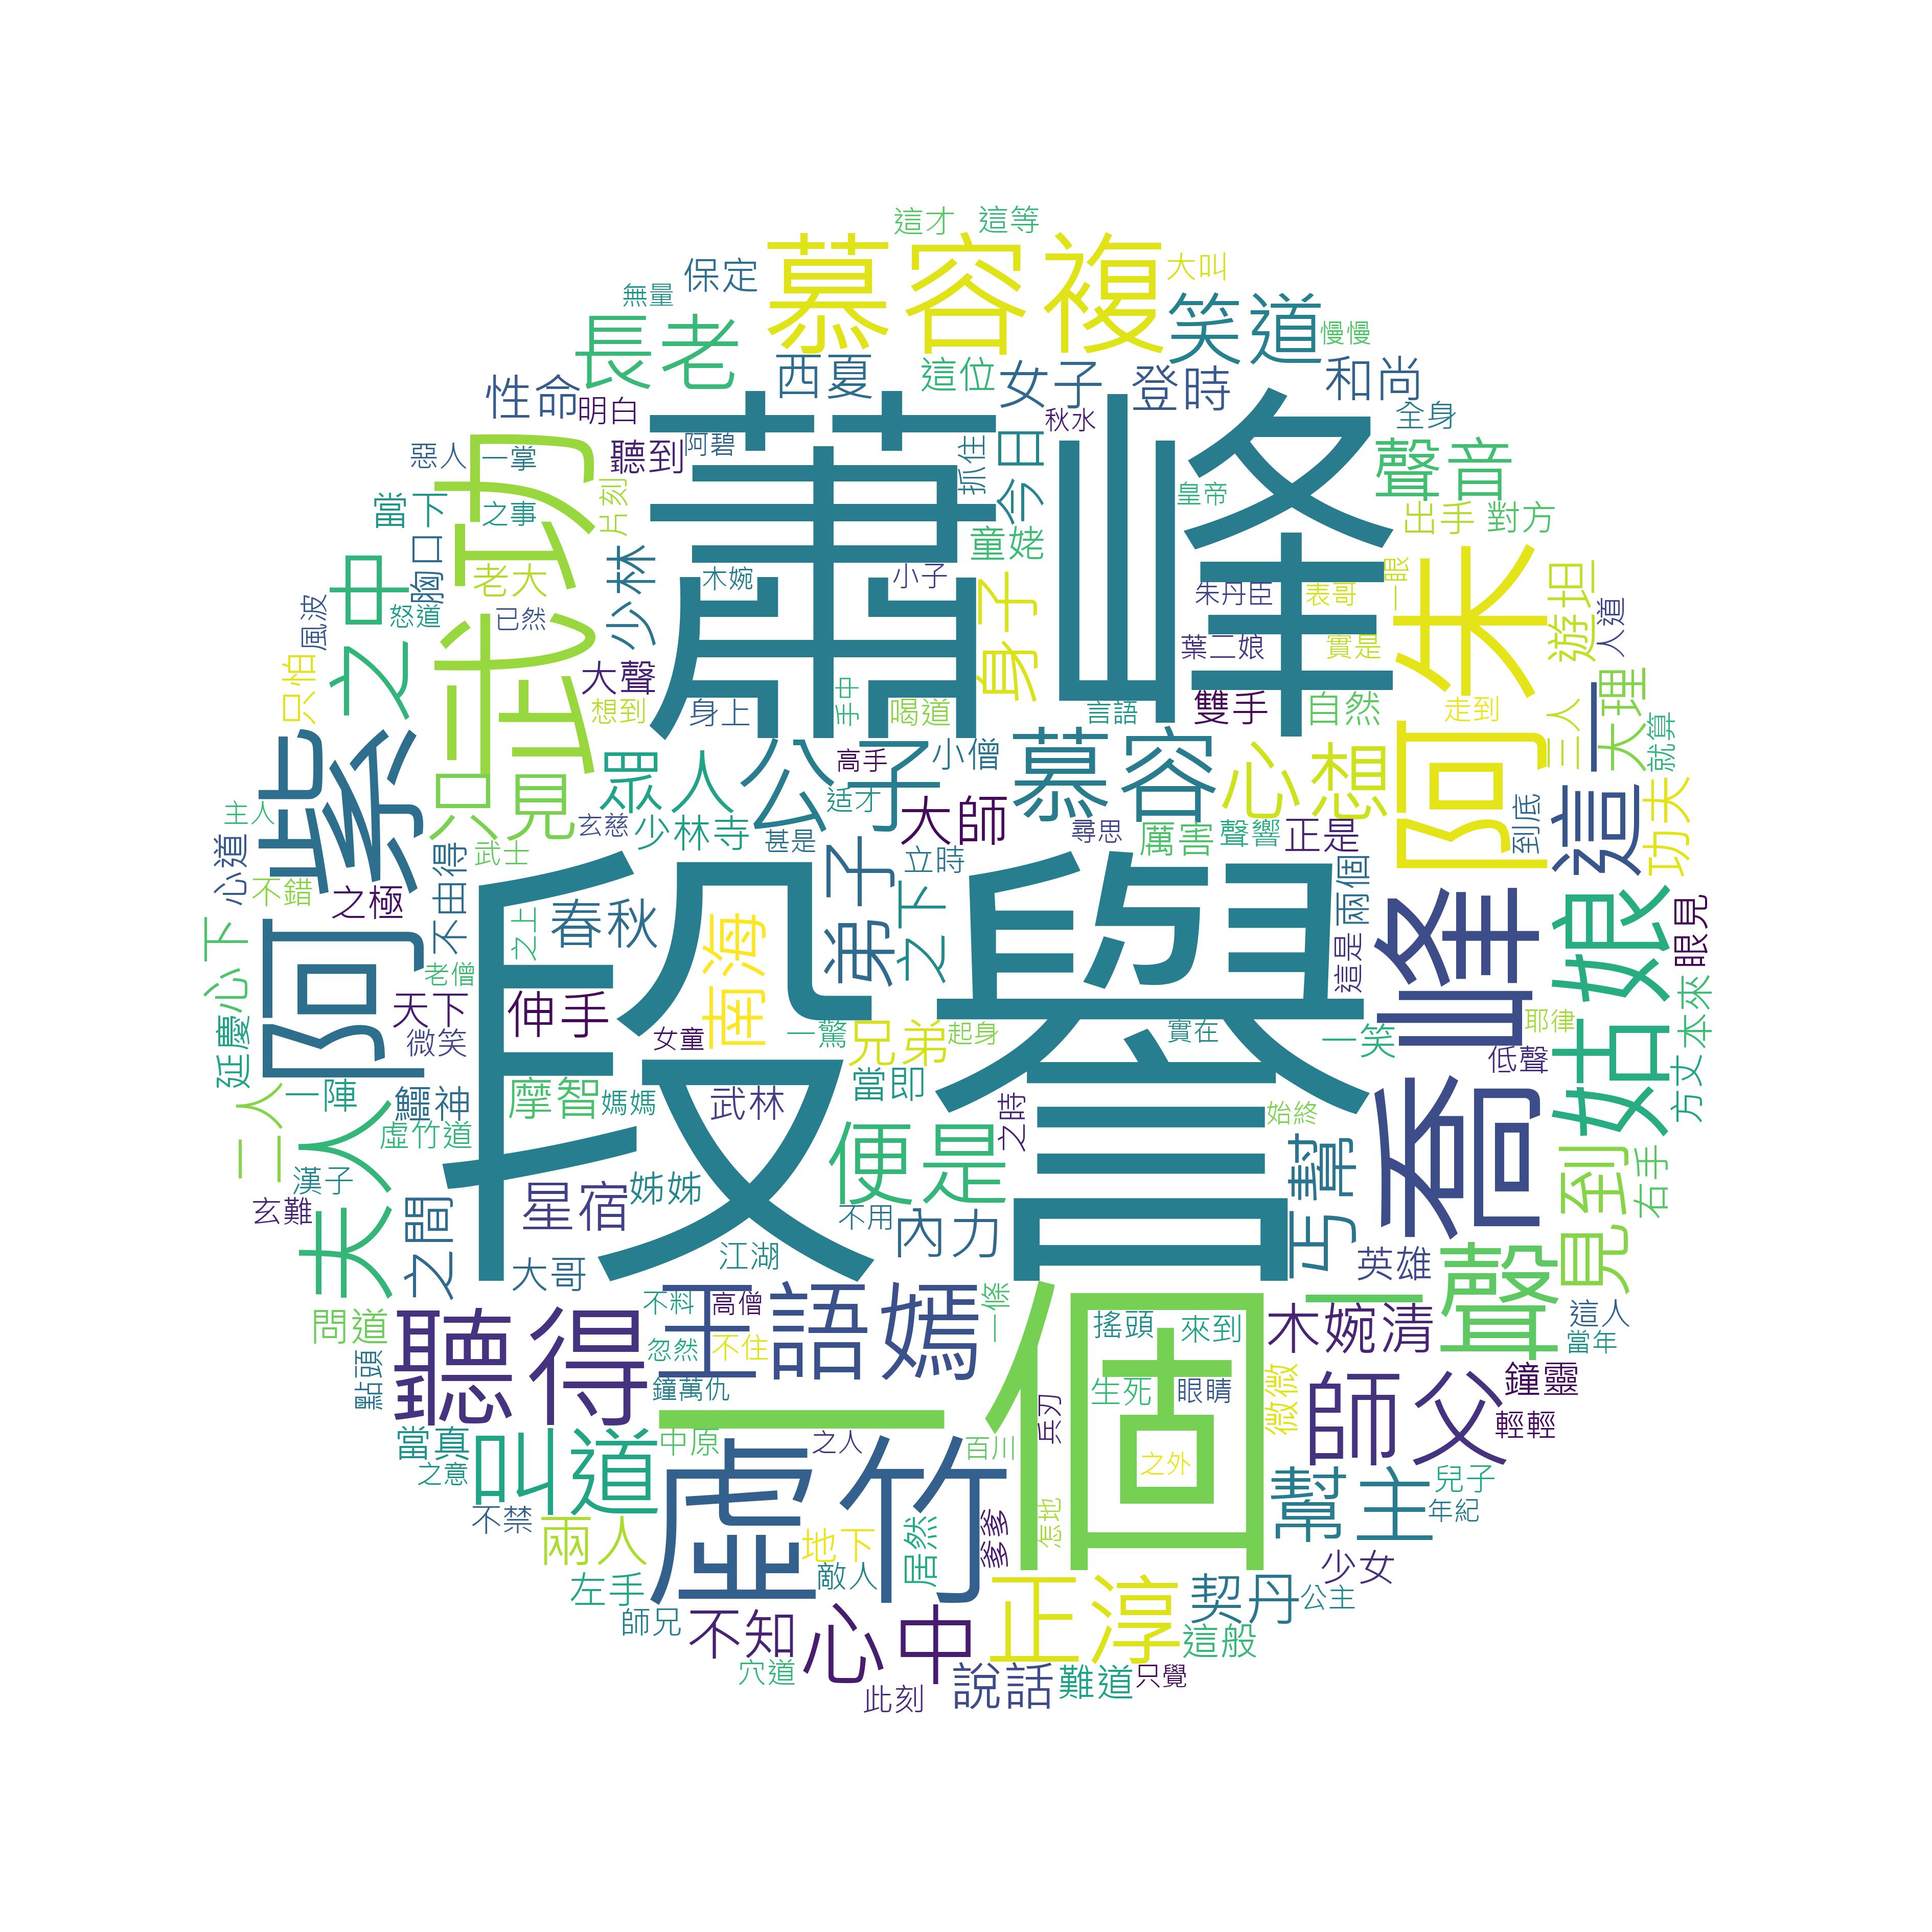 這才
這等
慕容複
大叫
保定
無量
笑道
慢慢
長老
西夏
這位
女子
登時
和尚
性命
明白
秋水
全身
蕭峰
武功
聽到
阿碧
抓住
今日
聲音
惡人
一掌
皇帝
當下
之事
片刻
出手
對方
童姥
胸口
之中
少林
老大
木婉
小子
朱丹臣
表哥
一眼
阿朱
遊坦
人道
風波
怒道
已然
身子
葉二娘
實是
大聲
只怕
想到
身上
手中
喝道
言語
雙手
自然
走到
三人
大理
就算
阿紫
只見
眾人
公子
高手
小僧
慕容
心想
适才
大師
主人
玄慈
少林寺
甚是
尋思
厲害
聲響
正是
到底
這一
功夫
心道
武士
不由得
不錯
之極
立時
兩個
弟子
之下
喬峰
姑娘
眼見
段譽
春秋
之上
南海
這是
心下
老僧
天下
伸手
本來
延慶
微笑
女童
一驚
兄弟
起身
實在
一笑
耶律
低聲
二人
一陣
鱷神
摩智
媽媽
武林
當即
之時
始終
方丈
虛竹道
便是
丐幫
見到
右手
夫人
漢子
玄難
之間
星宿
姊姊
不用
內力
大哥
江湖
英雄
一聲
問道
聽得
王語嫣
不料
高僧
一條
一個
搖頭
來到
木婉清
這人
當年
忽然
不住
點頭
鐘萬仇
生死
眼睛
微微
師父
鐘靈
輕輕
兵刃
當真
叫道
中原
之人
百川
之意
之外
虛竹
幫主
兒子
年紀
不禁
兩人
地下
居然
爹爹
恁地
敵人
少女
左手
正淳
契丹
公主
師兄
不知
心中
這般
穴道
說話
難道
只覺
此刻